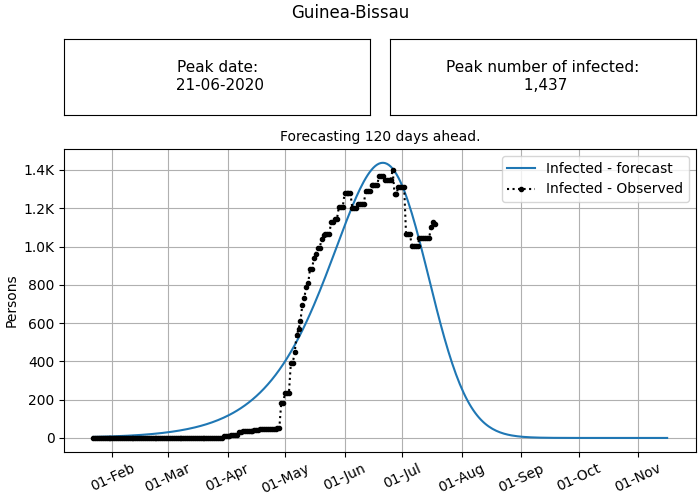 Guinea-Bissau
Peak date:
21-06-2020
Peak number of infected:
1,437
Forecasting 120 days ahead.
Infected - forecast
Infected - Observed
Persons
1.4K
1.2K
1.0K
800
600
400
200
0
01-Feb
01-Mar
01-Apr
01-May
01-Jun
01-Jul
01-Aug
01-Sep
01-Oct
01-Nov